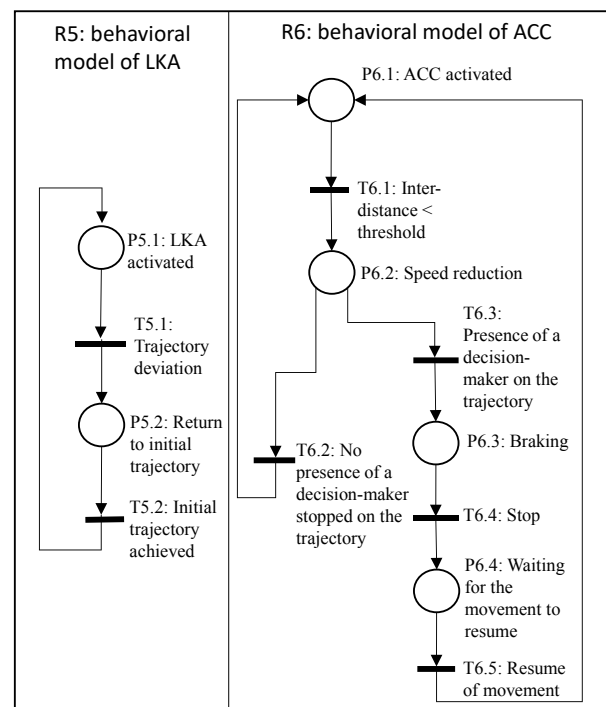 R5: behavioral
model of LKA
P5.1: LKA
activated
T5.1:
Trajectory
deviation
P5.2: Return
to initial
trajectory
T5.2: Initial
trajectory
achieved
R6: behavioral model of ACC
P6.1: ACC activated
T6.1: Inter-
distance <
threshold
P6.2: Speed reduction
T6.3:
Presence of a
decision-
maker on the
trajectory
P6.3: Braking
T6.2: No
presence of a
decision-maker
stopped on the
trajectory
T6.4: Stop
P6.4: Waiting
for the
movement to
resume
T6.5: Resume
of movement